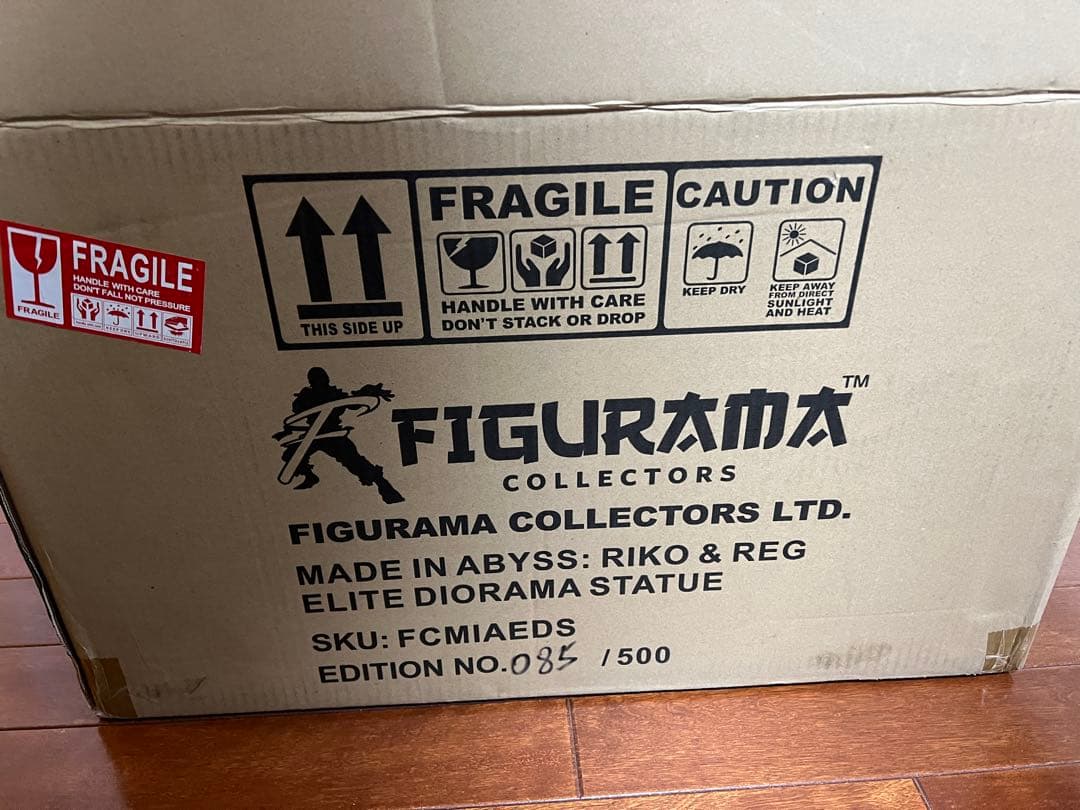 FRAGILE
HANDLE WITH CARE
DON'T FALL NOT PRESSURE
FRAGILE
THIS SIDE UP
FRAGILE
HANDLE WITH CARE
DON'T STACK OR DROP
CAUTION
KEEP DRY
KEEP AWAY
FROM DIRECT
SUNLIGHT
AND HEAT
F FIGURAMA™
COLLECTORS
FIGURAMA COLLECTORS LTD.
MADE IN ABYSS: RIKO & REG
ELITE DIORAMA STATUE
SKU: FCMIAEDS
EDITION NO.085 /500